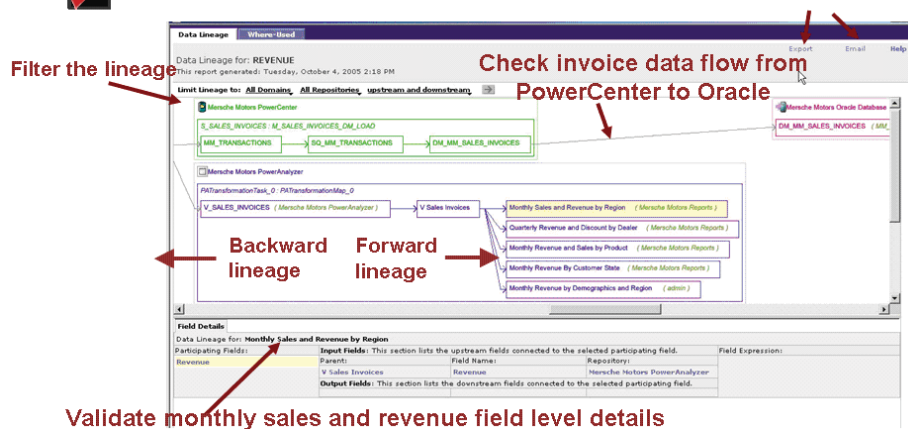 Data Lineage Where-Used
Export Email Help
Data Lineage for: REVENUE
This report generated: Tuesday, October 4, 2005 2:18 PM
Filter the lineage
Check invoice data flow from
PowerCenter to Oracle
Limit Lineage to: All Domains, All Repositories, upstream and downstream,
Mersche Motors PowerCenter
Mersche Motors Oracle Database
S_SALES_INVOICES : M_SALES_INVOICES_DM_LOAD
DM_MM_SALES_INVOICES ( MM_
MM_TRANSACTIONS SQ_MM_TRANSACTIONS DM_MM_SALES_INVOICES
Mersche Motors PowerAnalyzer
PATransformationTask_0 : PATransformationMap_0
V_SALES_INVOICES ( Mersche Motors PowerAnalyzer ) V Sales Invoices Monthly Sales and Revenue by Region ( Mersche Motors Reports )
Quarterly Revenue and Discount by Dealer ( Mersche Motors Reports )
Monthly Revenue and Sales by Product ( Mersche Motors Reports )
Monthly Revenue By Customer State ( Mersche Motors Reports )
Monthly Revenue by Demographics and Region ( admin )
Backward
lineage
Forward
lineage
Field Details
Data Lineage for: Monthly Sales and Revenue by Region
Participating Fields: Input Fields: This section lists the upstream fields connected to the selected participating field. Field Expression:
Revenue Parent: Field Name: Repository:
V Sales Invoices Revenue Mersche Motors PowerAnalyzer
Output Fields: This section lists the downstream fields connected to the selected participating field.
Validate monthly sales and revenue field level details